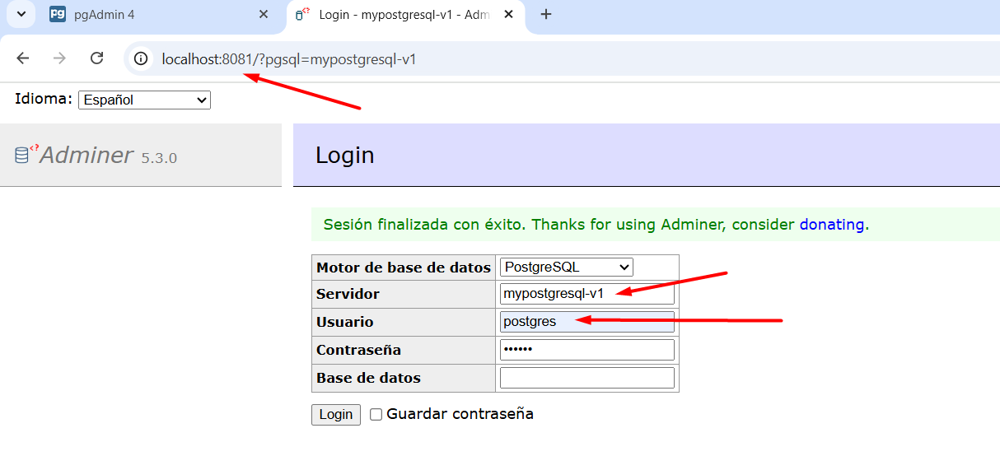 pgAdmin 4
Login - mypostgresql-v1 - Adm
localhost:8081/?pgsql=mypostgresql-v1
Idioma: Español
Adminer 5.3.0
Login
Sesión finalizada con éxito. Thanks for using Adminer, consider donating.
Motor de base de datos PostgreSQL
Servidor mypostgresql-v1
Usuario postgres
Contraseña ••••••
Base de datos
Login Guardar contraseña